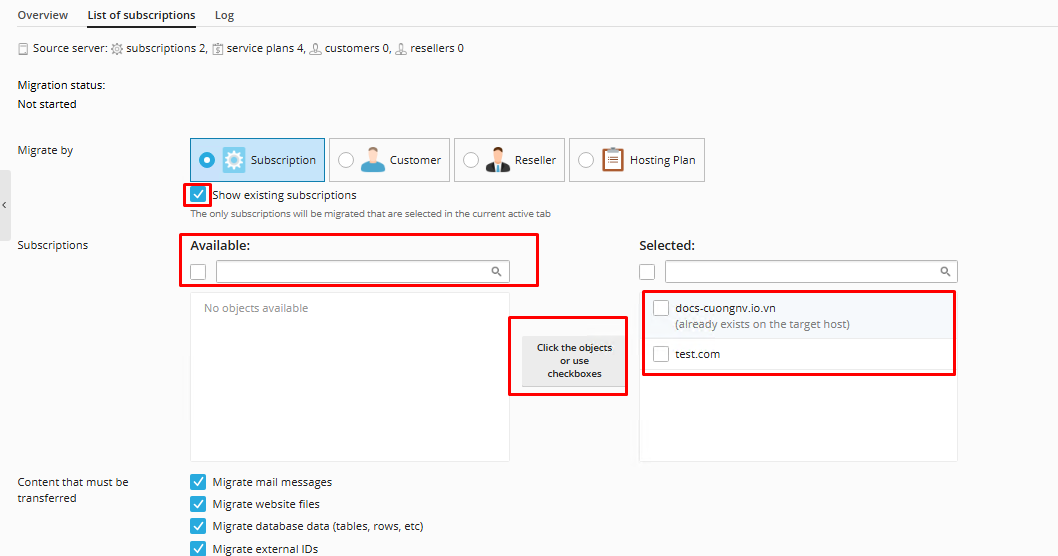 Overview List of subscriptions Log
Source server: subscriptions 2, service plans 4, customers 0, resellers 0
Migration status:
Not started
Migrate by
Subscription Customer Reseller Hosting Plan
Show existing subscriptions
The only subscriptions will be migrated that are selected in the current active tab
Subscriptions
Available:
No objects available
Click the objects
or use
checkboxes
Selected:
docs-cuongnv.io.vn
(already exists on the target host)
test.com
Content that must be
transferred
Migrate mail messages
Migrate website files
Migrate database data (tables, rows, etc)
Migrate external IDs